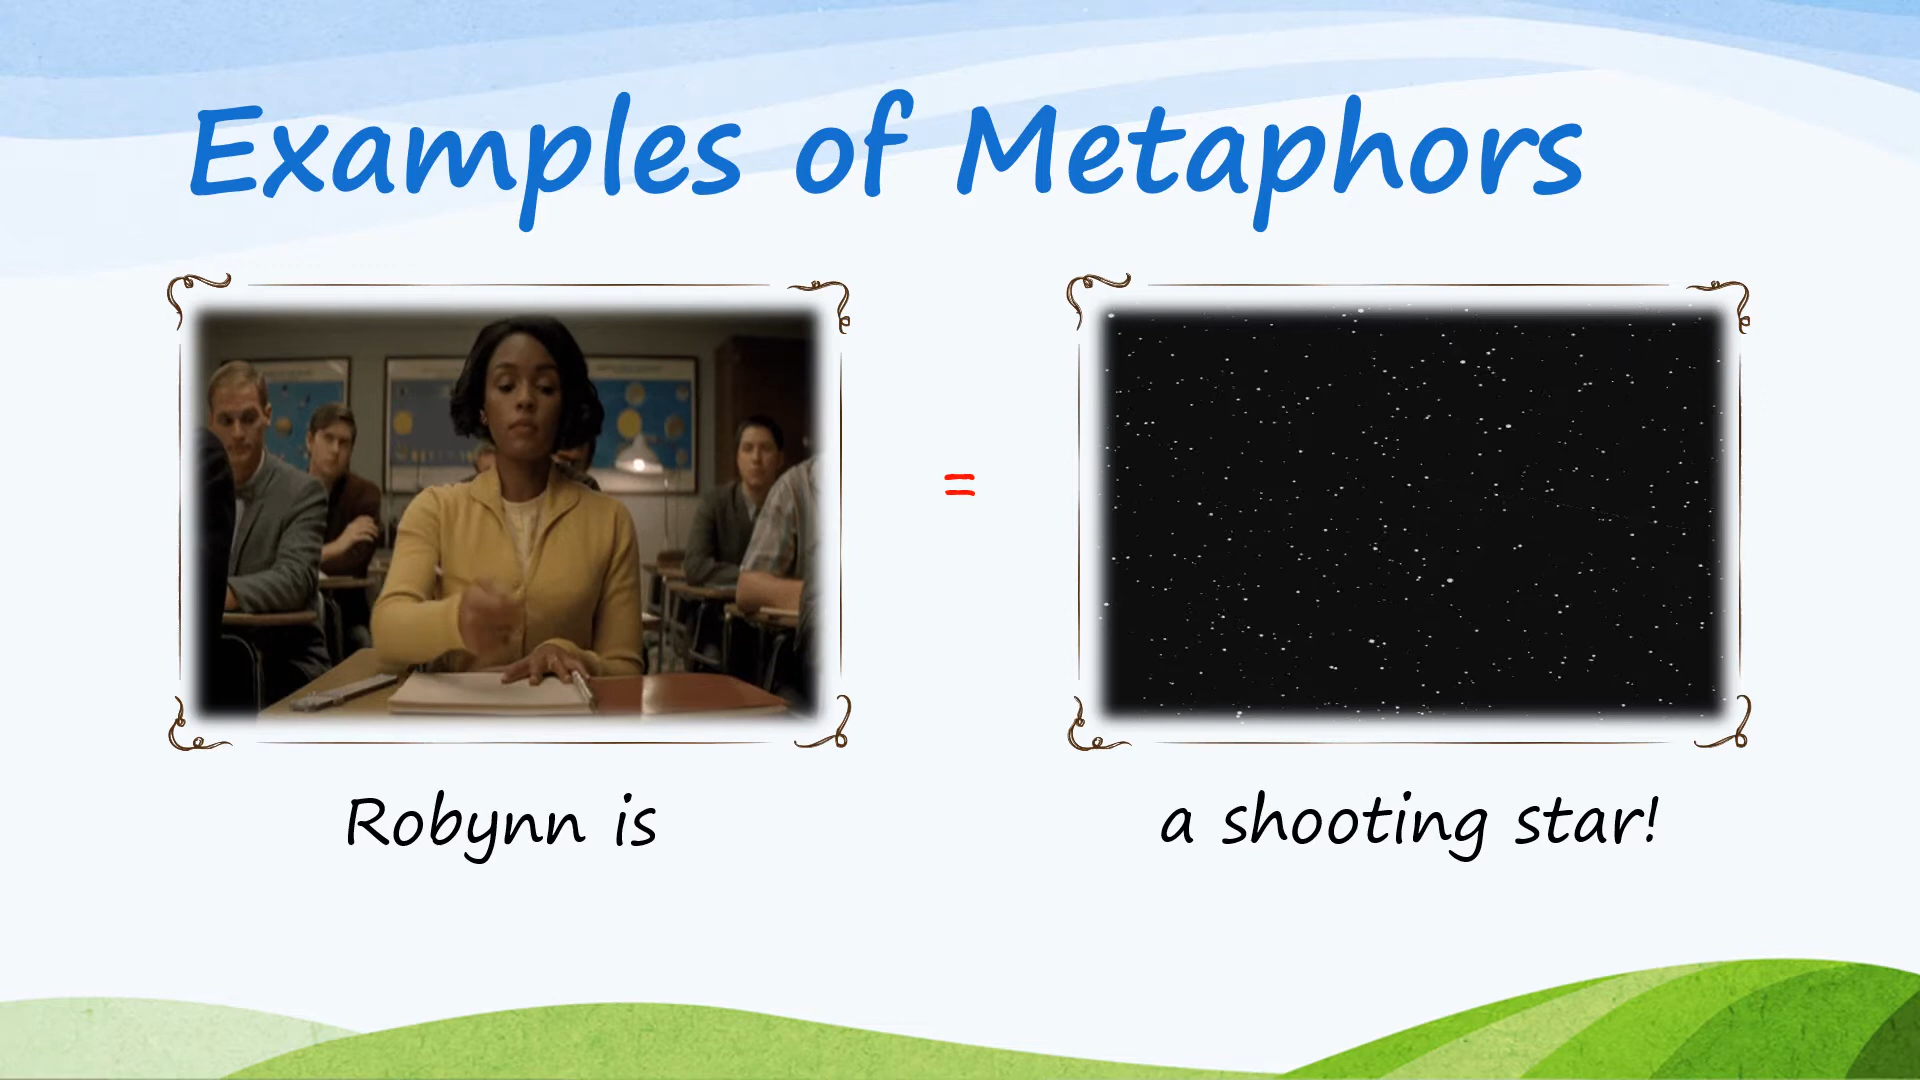 Examples of Metaphors
=
Robynn is
a shooting star!